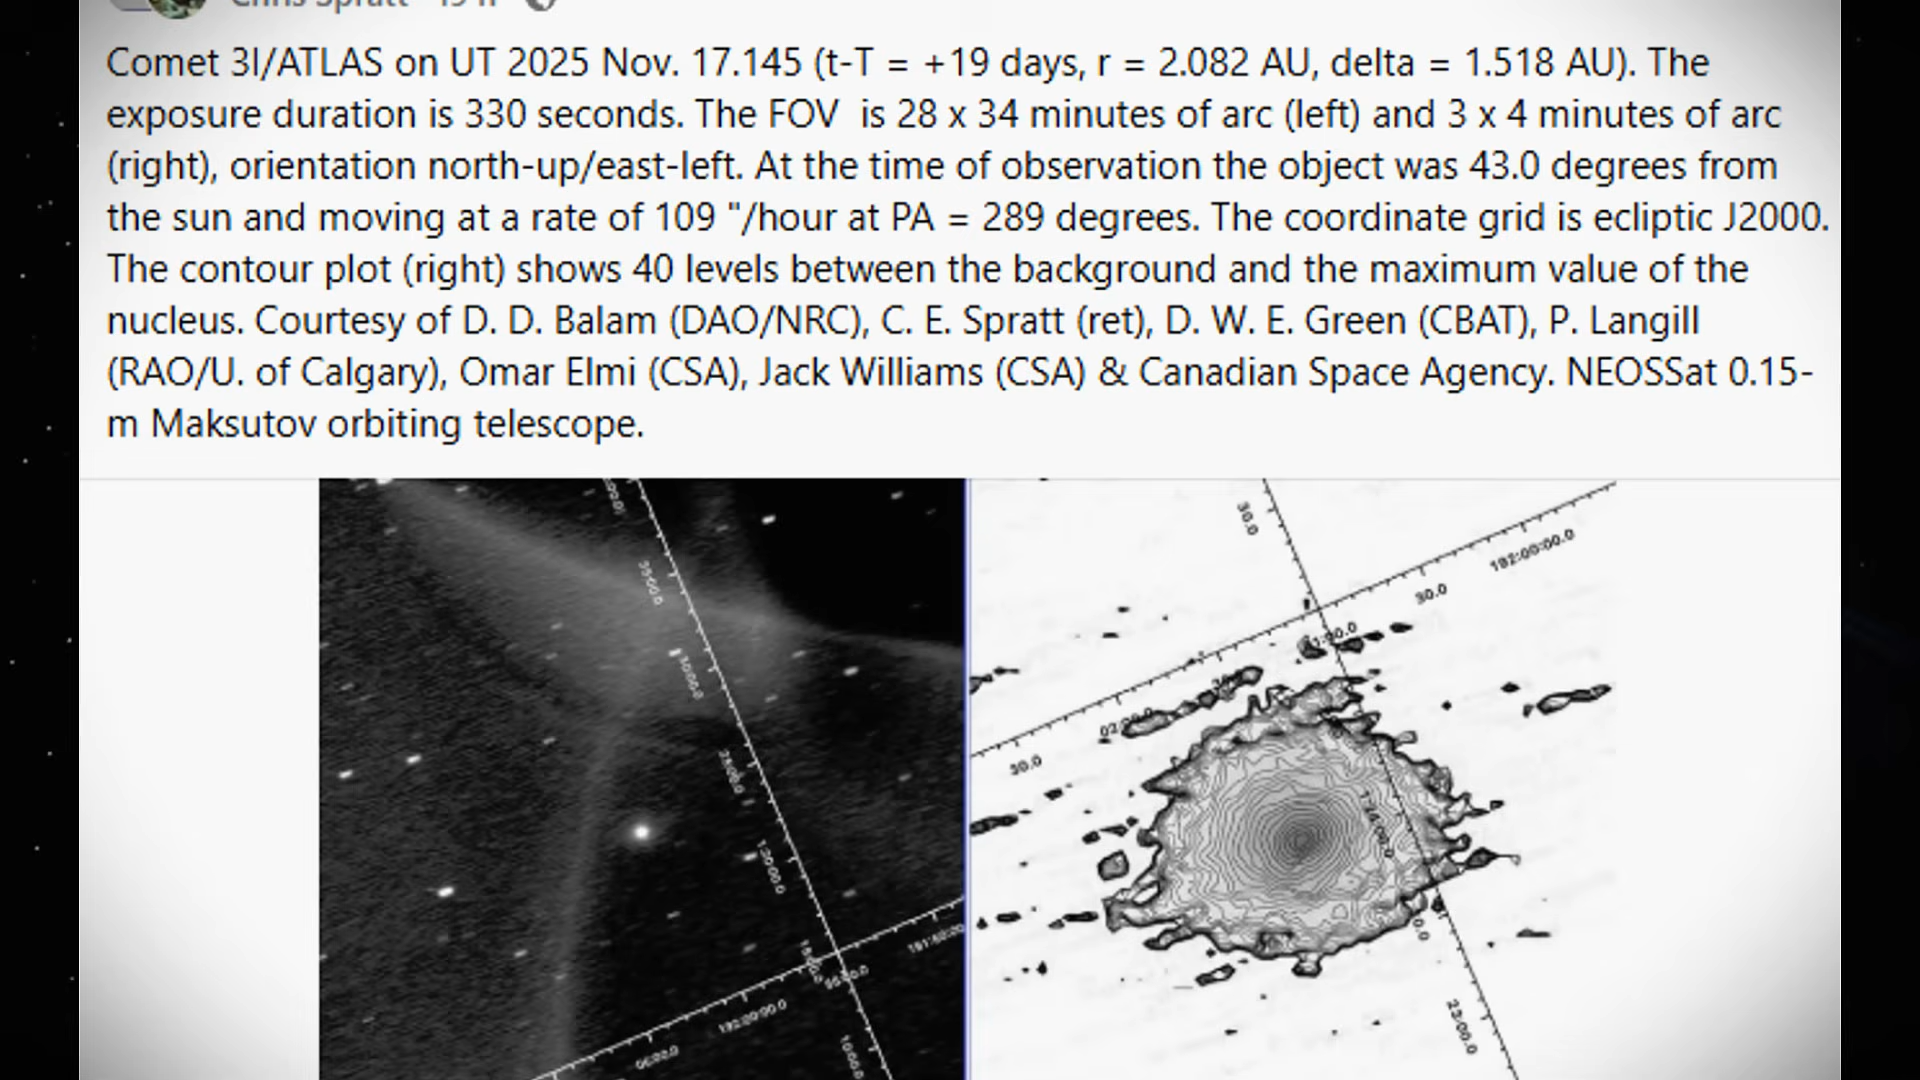 Chris Spratt
Comet 3I/ATLAS on UT 2025 Nov. 17.145 (t-T = +19 days, r = 2.082 AU, delta = 1.518 AU). The
exposure duration is 330 seconds. The FOV  is 28 x 34 minutes of arc (left) and 3 x 4 minutes of arc
(right), orientation north-up/east-left. At the time of observation the object was 43.0 degrees from
the sun and moving at a rate of 109 "/hour at PA = 289 degrees. The coordinate grid is ecliptic J2000.
The contour plot (right) shows 40 levels between the background and the maximum value of the
nucleus. Courtesy of D. D. Balam (DAO/NRC), C. E. Spratt (ret), D. W. E. Green (CBAT), P. Langill
(RAO/U. of Calgary), Omar Elmi (CSA), Jack Williams (CSA) & Canadian Space Agency. NEOSSat 0.15-
m Maksutov orbiting telescope.
30.0
192:00:00.0
30.0
30.0
23:00.0
192:00:00.0